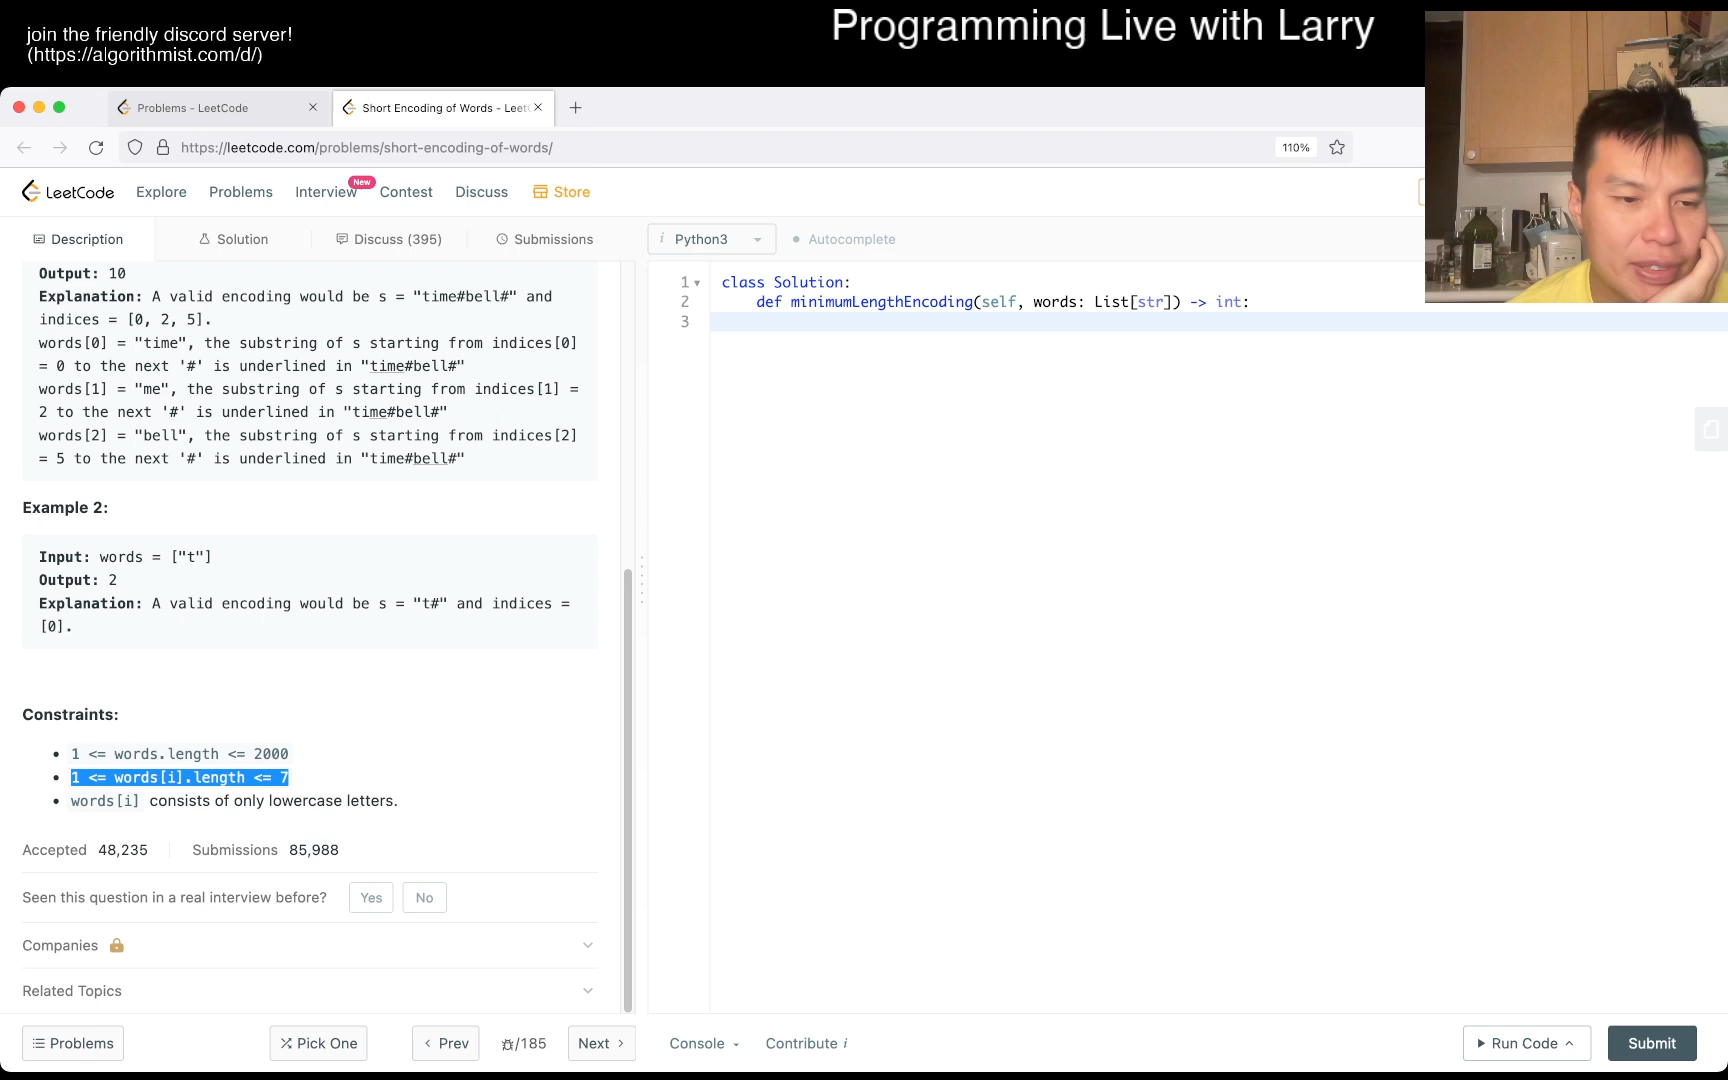 join the friendly discord server!
(https://algorithmist.com/d/)
Programming Live with Larry
Problems - LeetCode
Short Encoding of Words - Leet
https://leetcode.com/problems/short-encoding-of-words/
110%
LeetCode
Explore
Problems
Interview
New
Contest
Discuss
Store
Description
Solution
Discuss (395)
Submissions
i Python3
Autocomplete
Output: 10
Explanation: A valid encoding would be s = "time#bell#" and
indices = [0, 2, 5].
words[0] = "time", the substring of s starting from indices[0]
= 0 to the next '#' is underlined in "time#bell#"
words[1] = "me", the substring of s starting from indices[1] =
2 to the next '#' is underlined in "time#bell#"
words[2] = "bell", the substring of s starting from indices[2]
= 5 to the next '#' is underlined in "time#bell#"
Example 2:
Input: words = ["t"]
Output: 2
Explanation: A valid encoding would be s = "t#" and indices =
[0].
Constraints:
1 <= words.length <= 2000
1 <= words[i].length <= 7
words[i] consists of only lowercase letters.
Accepted 48,235
Submissions 85,988
Seen this question in a real interview before?
Yes
No
Companies
Related Topics
1 class Solution:
2 def minimumLengthEncoding(self, words: List[str]) -> int:
3
Problems
Pick One
Prev
/185
Next
Console
Contribute i
Run Code
Submit